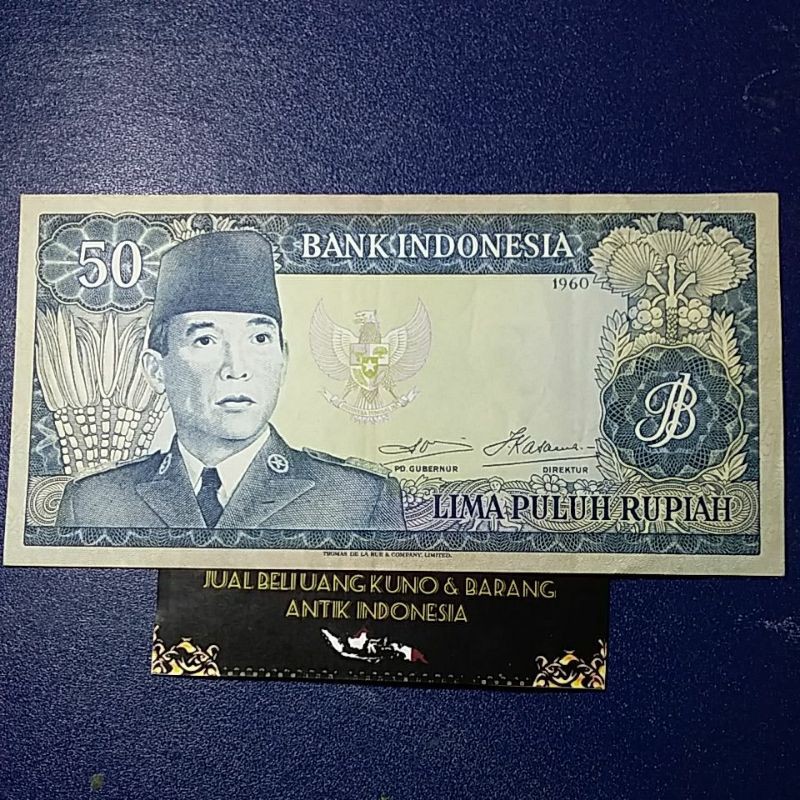 50
BANK INDONESIA
1960
PD. GUBERNUR
DIREKTUR
LIMA PULUH RUPIAH
THOMAS DE LA RUE & COMPANY, LIMITED.
JUAL BELI UANG KUNO & BARANG
ANTIK INDONESIA